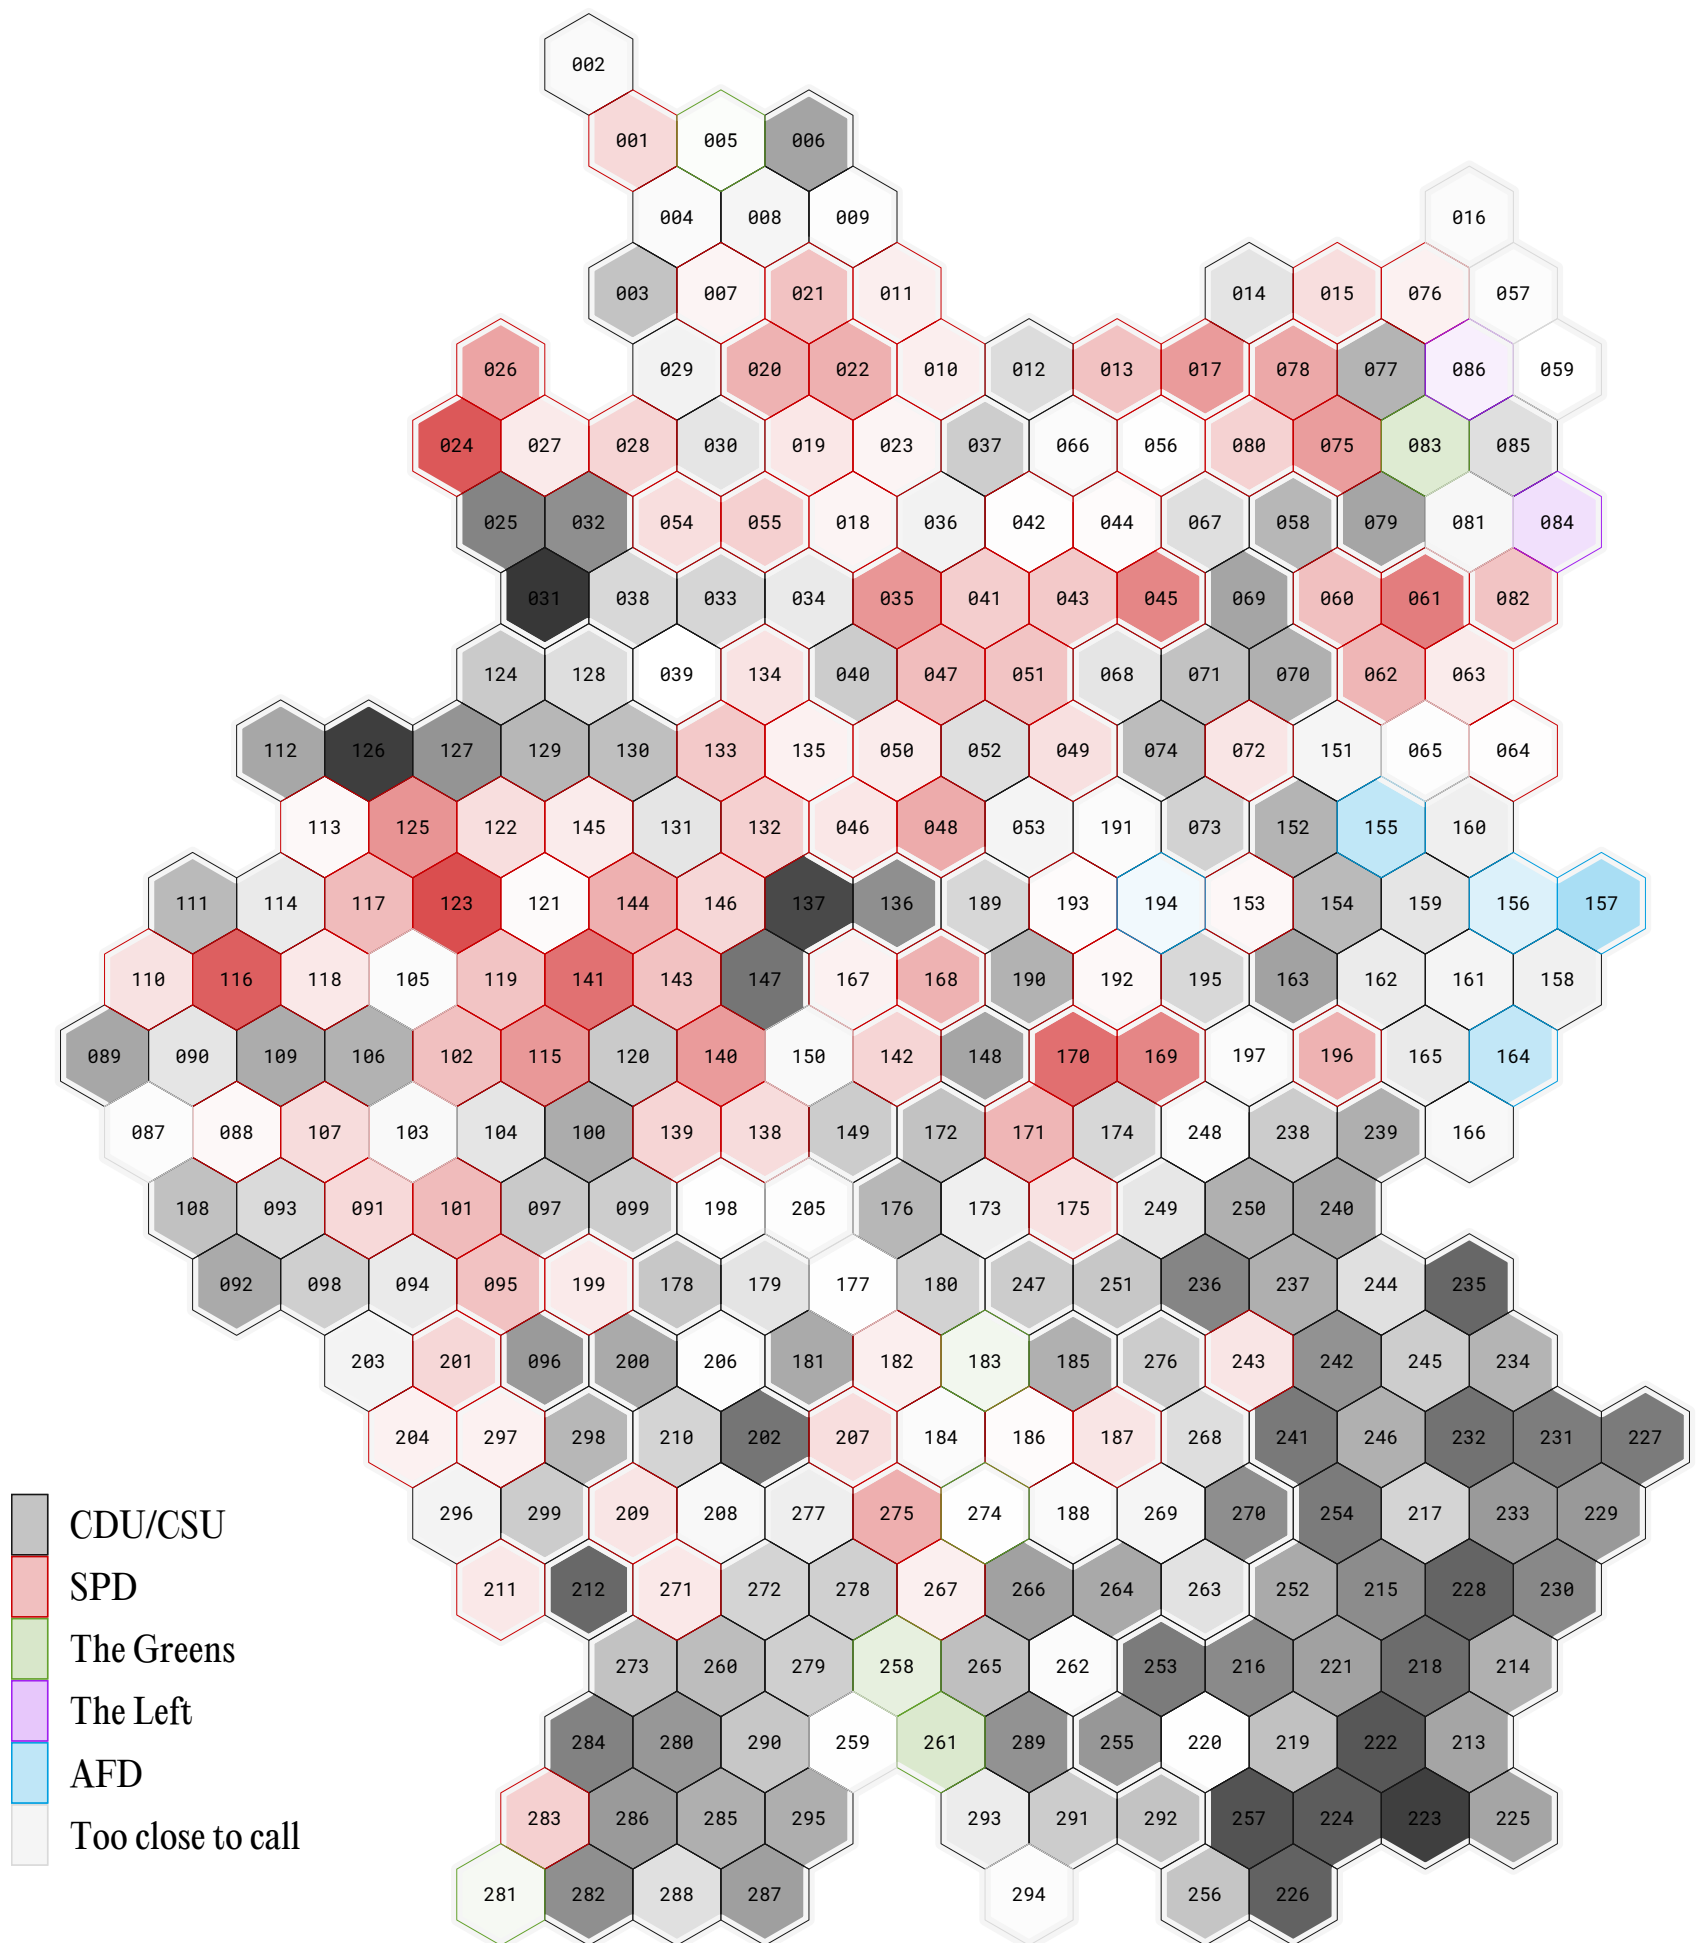 002
001 005 006
004 008 009 016
003 007 021 011 014 015 076 057
026 029 020 022 010 012 013 017 078 077 086 059
024 027 028 030 019 023 037 066 056 080 075 083 085
025 032 054 055 018 036 042 044 067 058 079 081 084
031 038 033 034 035 041 043 045 069 060 061 082
124 128 039 134 040 047 051 068 071 070 062 063
112 126 127 129 130 133 135 050 052 049 074 072 151 065 064
113 125 122 145 131 132 046 048 053 191 073 152 155 160
111 114 117 123 121 144 146 137 136 189 193 194 153 154 159 156 157
110 116 118 105 119 141 143 147 167 168 190 192 195 163 162 161 158
089 090 109 106 102 115 120 140 150 142 148 170 169 197 196 165 164
087 088 107 103 104 100 139 138 149 172 171 174 248 238 239 166
108 093 091 101 097 099 198 205 176 173 175 249 250 240
092 098 094 095 199 178 179 177 180 247 251 236 237 244 235
203 201 096 200 206 181 182 183 185 276 243 242 245 234
204 297 298 210 202 207 184 186 187 268 241 246 232 231 227
296 299 209 208 277 275 274 188 269 270 254 217 233 229
211 212 271 272 278 267 266 264 263 252 215 228 230
273 260 279 258 265 262 253 216 221 218 214
284 280 290 259 261 289 255 220 219 222 213
283 286 285 295 293 291 292 257 224 223 225
281 282 288 287 294 256 226
CDU/CSU
SPD
The Greens
The Left
AFD
Too close to call